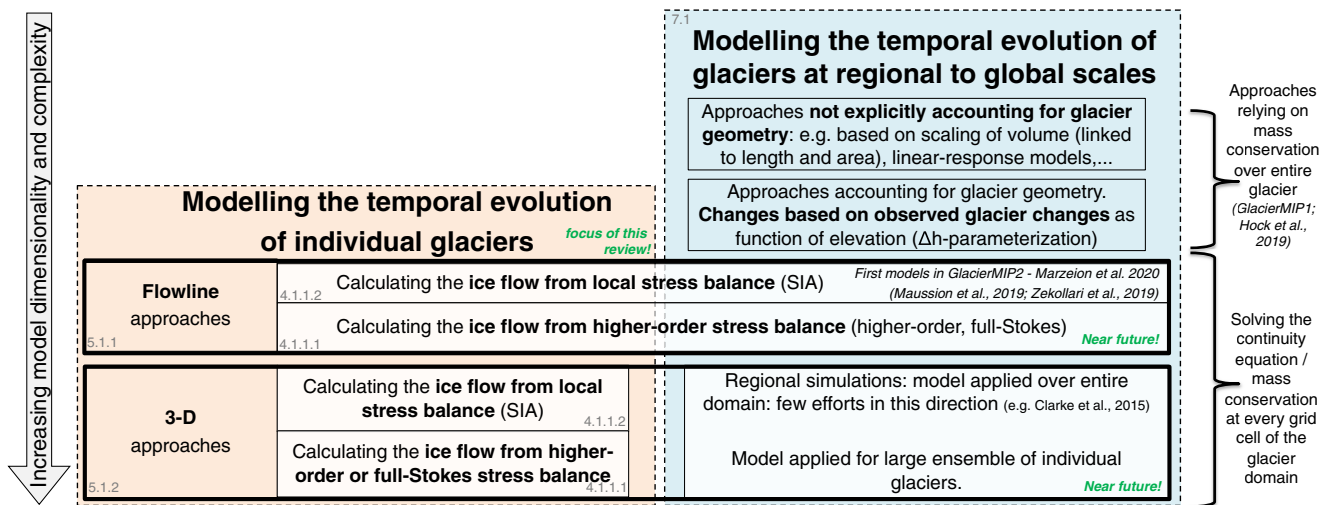 Increasing model dimensionality and complexity
7.1
Modelling the temporal evolution of
glaciers at regional to global scales
Approaches not explicitly accounting for glacier
geometry: e.g. based on scaling of volume (linked
to length and area), linear-response models,...
Approaches accounting for glacier geometry.
Changes based on observed glacier changes as
function of elevation (Δh-parameterization)
Approaches
relying on
mass
conservation
over entire
glacier
(GlacierMIP1;
Hock et al.,
2019)
Modelling the temporal evolution
of individual glaciers
focus of this
review!
Flowline
approaches
5.1.1
Calculating the ice flow from local stress balance (SIA)
4.1.1.2
First models in GlacierMIP2 - Marzeion et al. 2020
(Maussion et al., 2019; Zekollari et al., 2019)
Calculating the ice flow from higher-order stress balance (higher-order, full-Stokes)
4.1.1.1
Near future!
3-D
approaches
5.1.2
Calculating the ice flow from local
stress balance (SIA)
4.1.1.2
Calculating the ice flow from higher-
order or full-Stokes stress balance
4.1.1.1
Regional simulations: model applied over entire
domain: few efforts in this direction (e.g. Clarke et al., 2015)
Model applied for large ensemble of individual
glaciers.
Near future!
Solving the
continuity
equation /
mass
conservation
at every grid
cell of the
glacier
domain